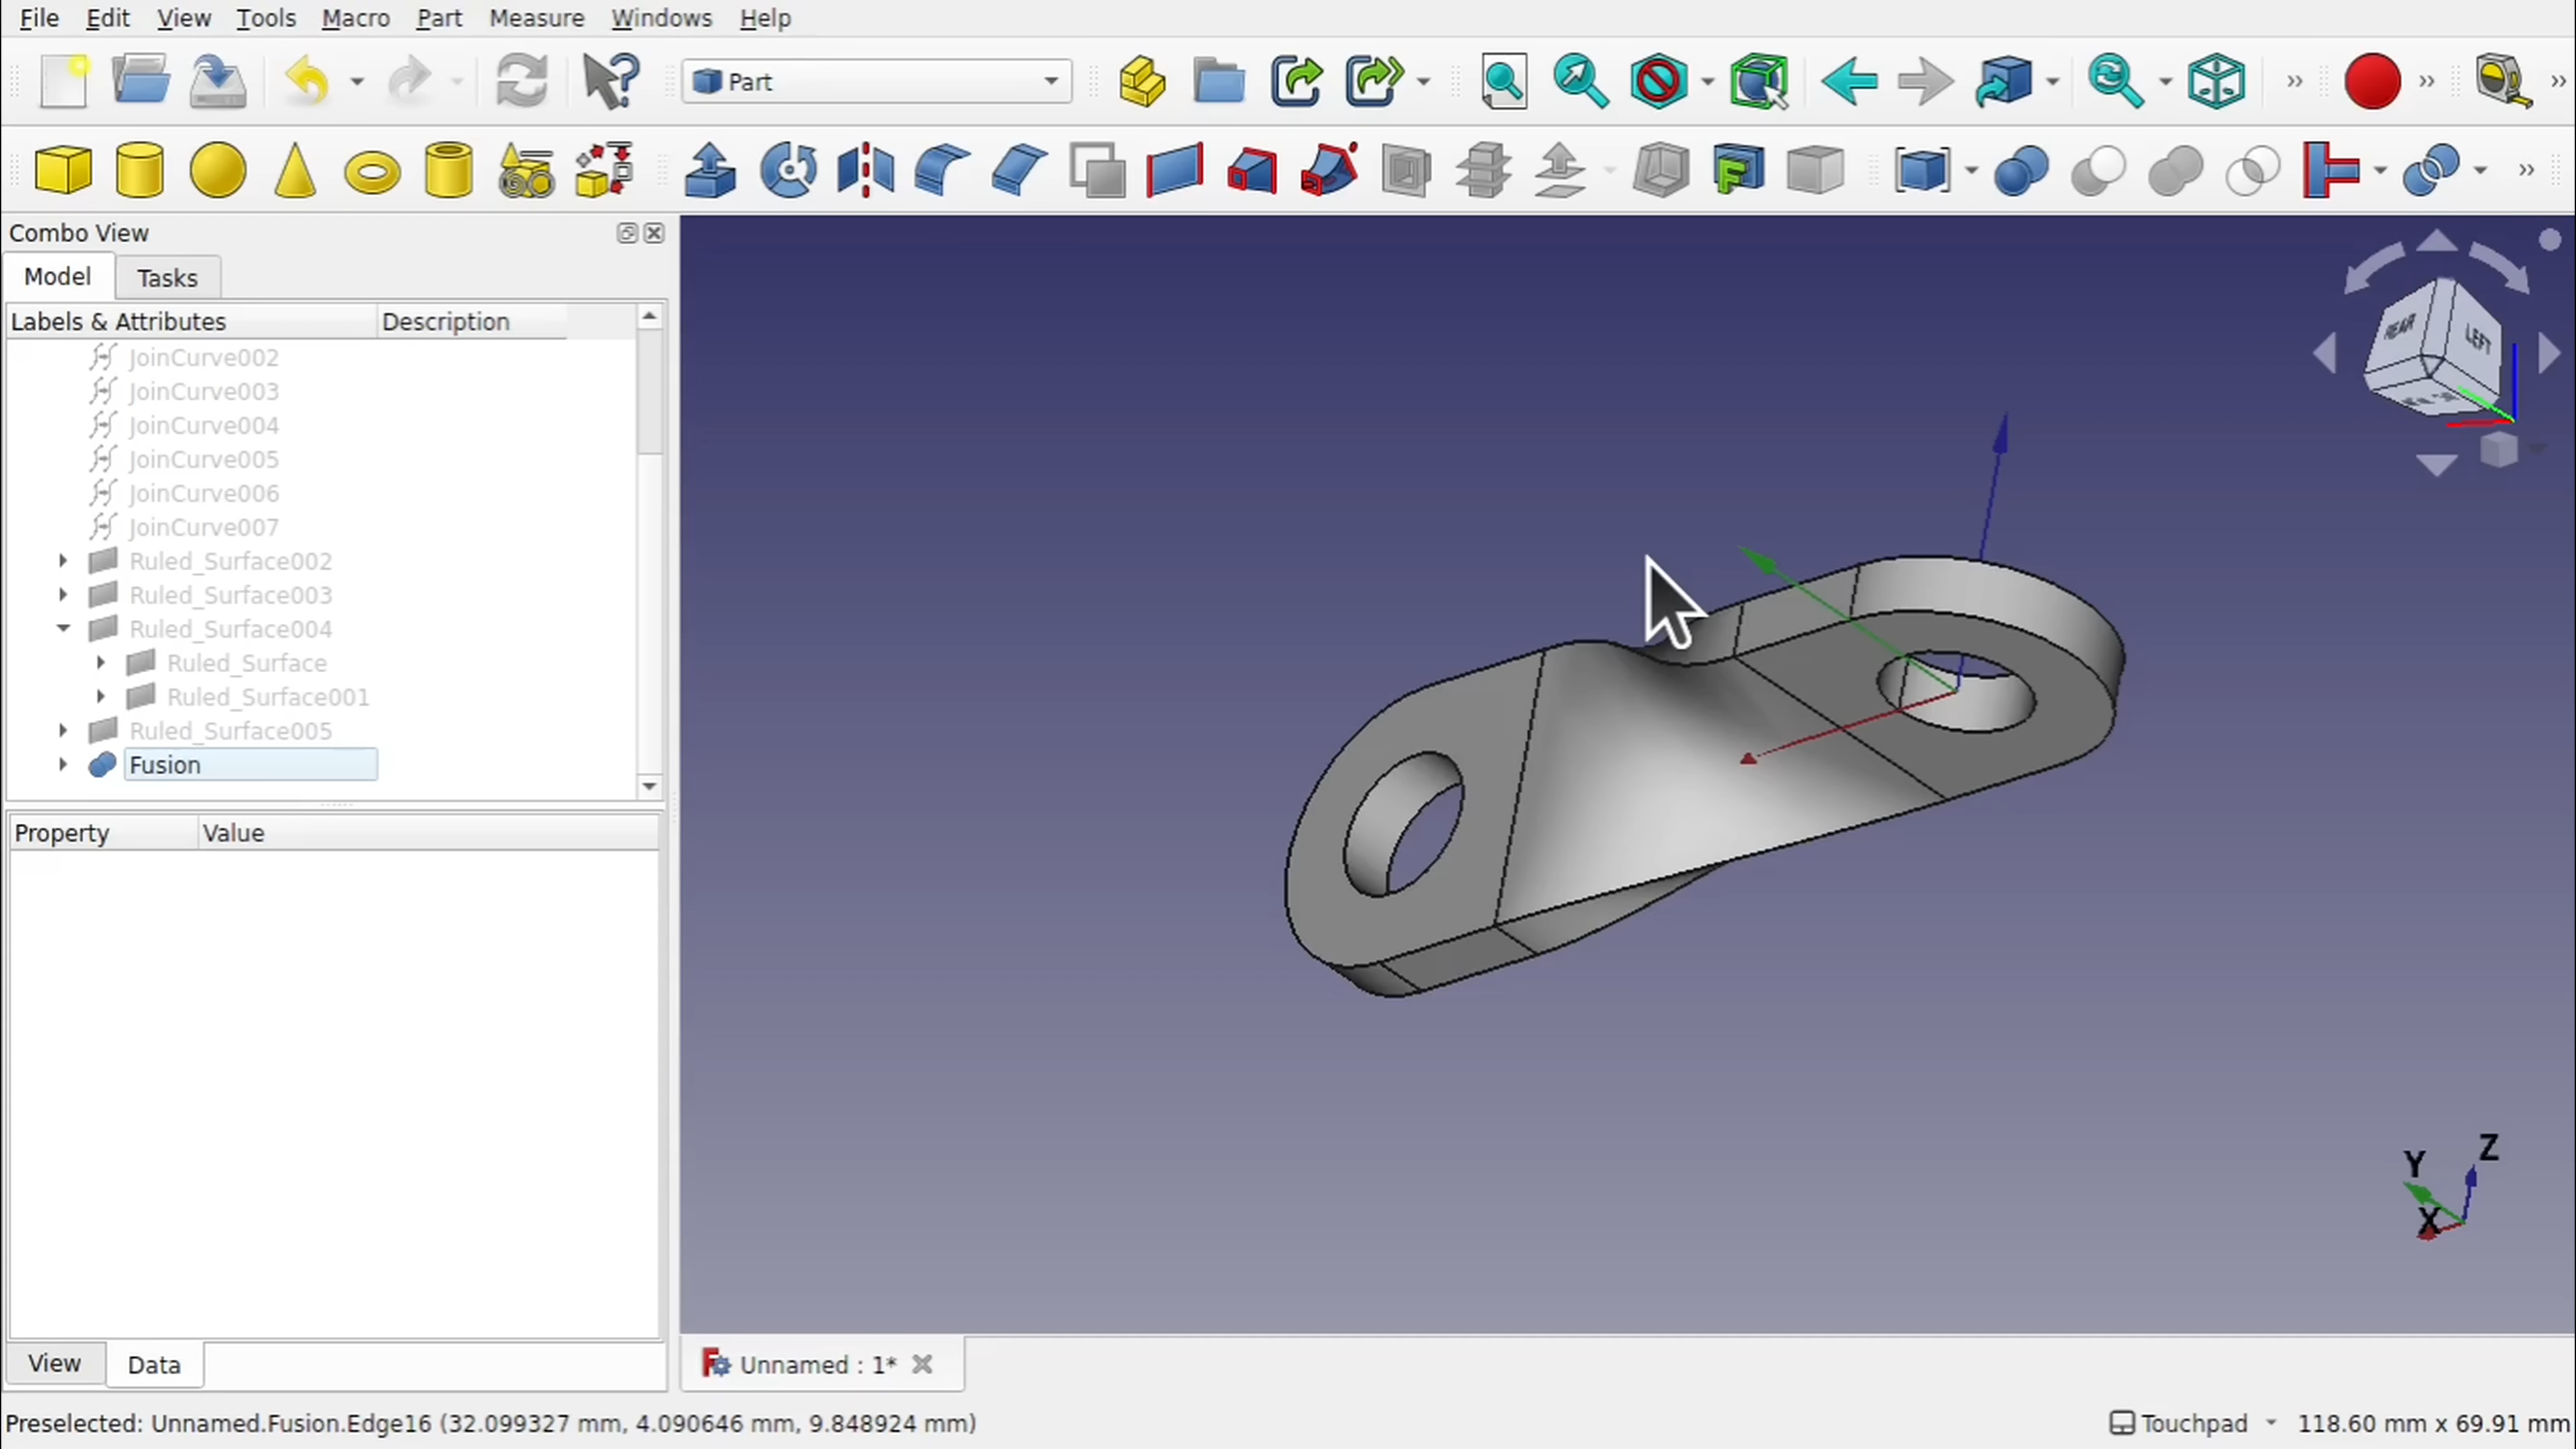 File Edit View Tools Macro Part Measure Windows Help
Part
Combo View
Model Tasks
Labels & Attributes Description
JoinCurve002
JoinCurve003
JoinCurve004
JoinCurve005
JoinCurve006
JoinCurve007
Ruled_Surface002
Ruled_Surface003
Ruled_Surface004
Ruled_Surface
Ruled_Surface001
Ruled_Surface005
Fusion
Property Value
REAR LEFT
Z
Y
X
View Data
Unnamed : 1*
Preselected: Unnamed.Fusion.Edge16 (32.099327 mm, 4.090646 mm, 9.848924 mm)
Touchpad 118.60 mm x 69.91 mm